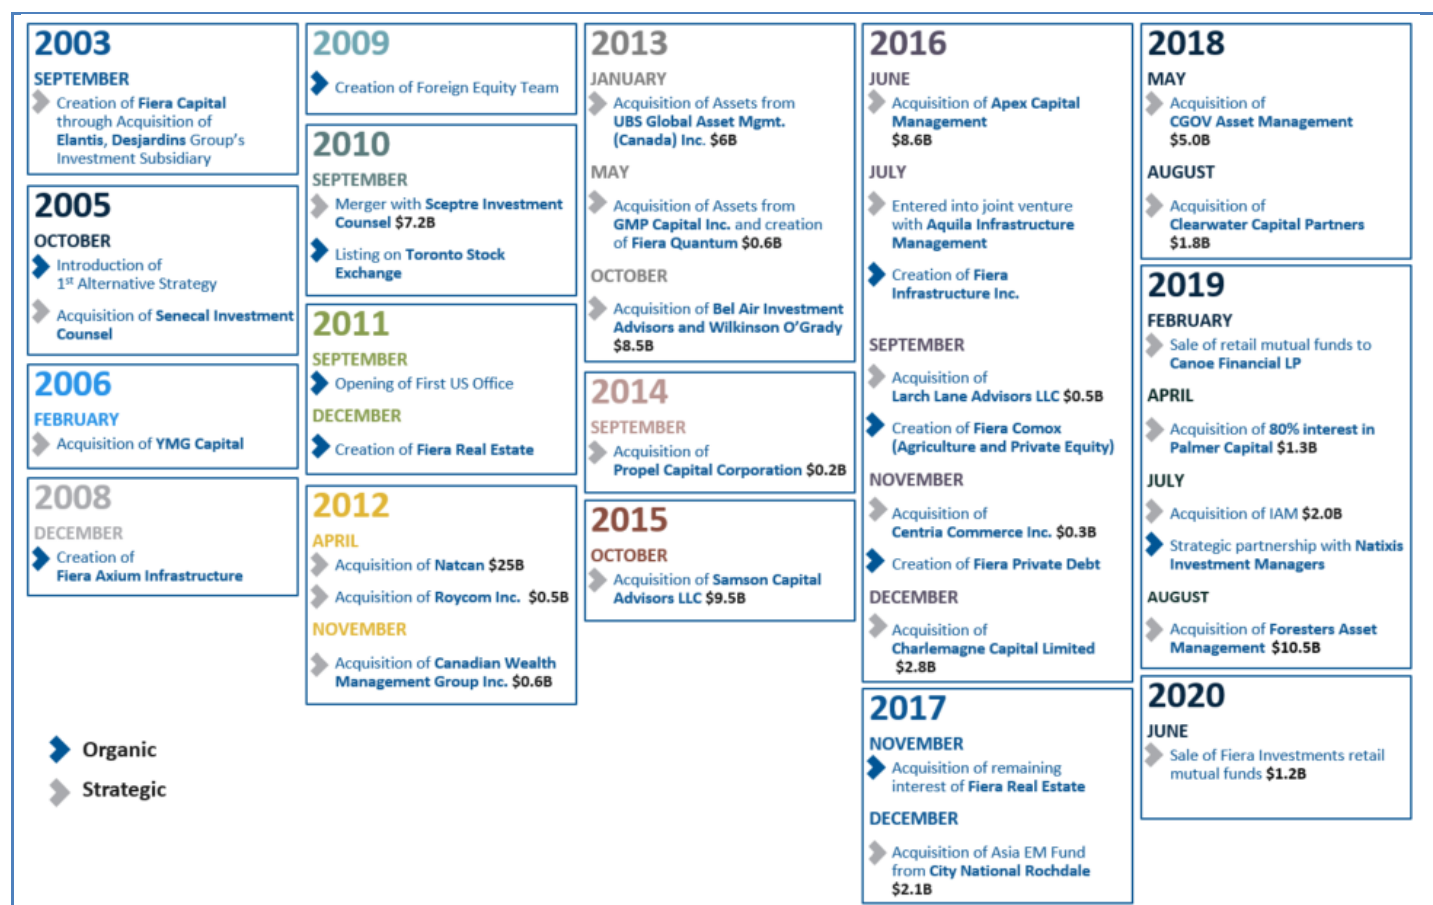 2003
SEPTEMBER
Creation of Fiera Capital
through Acquisition of
Elantis, Desjardins Group's
Investment Subsidiary
2005
OCTOBER
Introduction of
1st Alternative Strategy
Acquisition of Senecal Investment
Counsel
2006
FEBRUARY
Acquisition of YMG Capital
2008
DECEMBER
Creation of
Fiera Axium Infrastructure
Organic
Strategic
2009
Creation of Foreign Equity Team
2010
SEPTEMBER
Merger with Sceptre Investment
Counsel $7.2B
Listing on Toronto Stock
Exchange
2011
SEPTEMBER
Opening of First US Office
DECEMBER
Creation of Fiera Real Estate
2012
APRIL
Acquisition of Natcan $25B
Acquisition of Roycom Inc. $0.5B
NOVEMBER
Acquisition of Canadian Wealth
Management Group Inc. $0.6B
2013
JANUARY
Acquisition of Assets from
UBS Global Asset Mgmt.
(Canada) Inc. $6B
MAY
Acquisition of Assets from
GMP Capital Inc. and creation
of Fiera Quantum $0.6B
OCTOBER
Acquisition of Bel Air Investment
Advisors and Wilkinson O'Grady
$8.5B
2014
SEPTEMBER
Acquisition of
Propel Capital Corporation $0.2B
2015
OCTOBER
Acquisition of Samson Capital
Advisors LLC $9.5B
2016
JUNE
Acquisition of Apex Capital
Management
$8.6B
JULY
Entered into joint venture
with Aquila Infrastructure
Management
Creation of Fiera
Infrastructure Inc.
SEPTEMBER
Acquisition of
Larch Lane Advisors LLC $0.5B
Creation of Fiera Comox
(Agriculture and Private Equity)
NOVEMBER
Acquisition of
Centria Commerce Inc. $0.3B
Creation of Fiera Private Debt
DECEMBER
Acquisition of
Charlemagne Capital Limited
$2.8B
2017
NOVEMBER
Acquisition of remaining
interest of Fiera Real Estate
DECEMBER
Acquisition of Asia EM Fund
from City National Rochdale
$2.1B
2018
MAY
Acquisition of
CGOV Asset Management
$5.0B
AUGUST
Acquisition of
Clearwater Capital Partners
$1.8B
2019
FEBRUARY
Sale of retail mutual funds to
Canoe Financial LP
APRIL
Acquisition of 80% interest in
Palmer Capital $1.3B
JULY
Acquisition of IAM $2.0B
Strategic partnership with Natixis
Investment Managers
AUGUST
Acquisition of Foresters Asset
Management $10.5B
2020
JUNE
Sale of Fiera Investments retail
mutual funds $1.2B